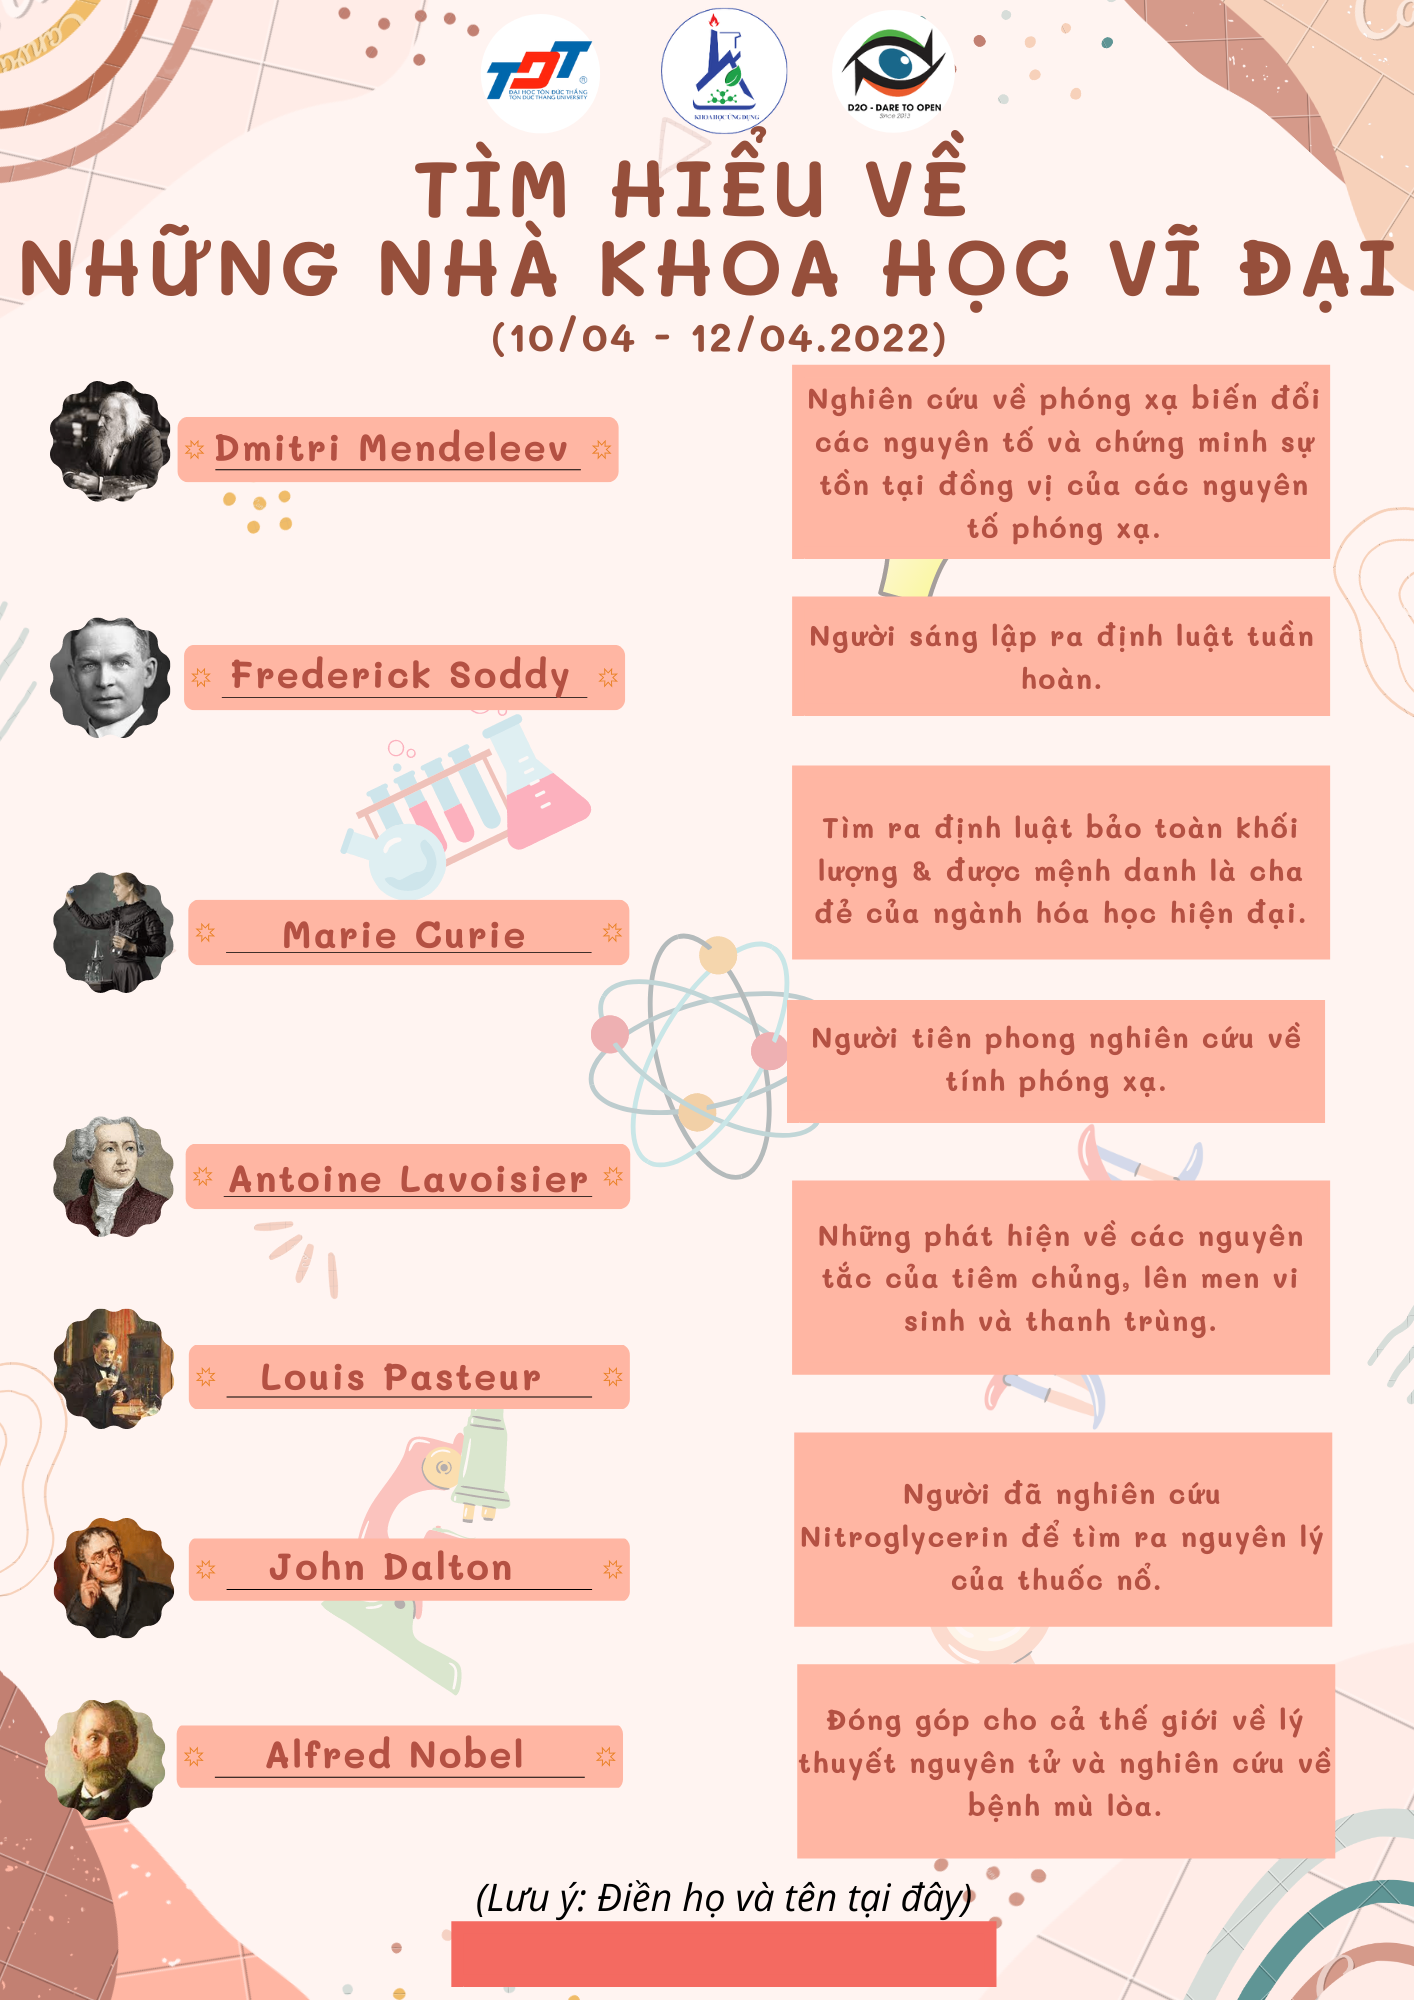 TDT
ĐẠI HỌC TÔN ĐỨC THẮNG
TON DUC THANG UNIVERSITY
KHOA HỌC ỨNG DỤNG
D2O - DARE TO OPEN
Since 2013
TÌM HIỂU VỀ
NHỮNG NHÀ KHOA HỌC VĨ ĐẠI
(10/04 - 12/04.2022)
Dmitri Mendeleev
Frederick Soddy
Marie Curie
Antoine Lavoisier
Louis Pasteur
John Dalton
Alfred Nobel
Nghiên cứu về phóng xạ biến đổi
các nguyên tố và chứng minh sự
tồn tại đồng vị của các nguyên
tố phóng xạ.
Người sáng lập ra định luật tuần
hoàn.
Tìm ra định luật bảo toàn khối
lượng & được mệnh danh là cha
đẻ của ngành hóa học hiện đại.
Người tiên phong nghiên cứu về
tính phóng xạ.
Những phát hiện về các nguyên
tắc của tiêm chủng, lên men vi
sinh và thanh trùng.
Người đã nghiên cứu
Nitroglycerin để tìm ra nguyên lý
của thuốc nổ.
Đóng góp cho cả thế giới về lý
thuyết nguyên tử và nghiên cứu về
bệnh mù lòa.
(Lưu ý: Điền họ và tên tại đây)